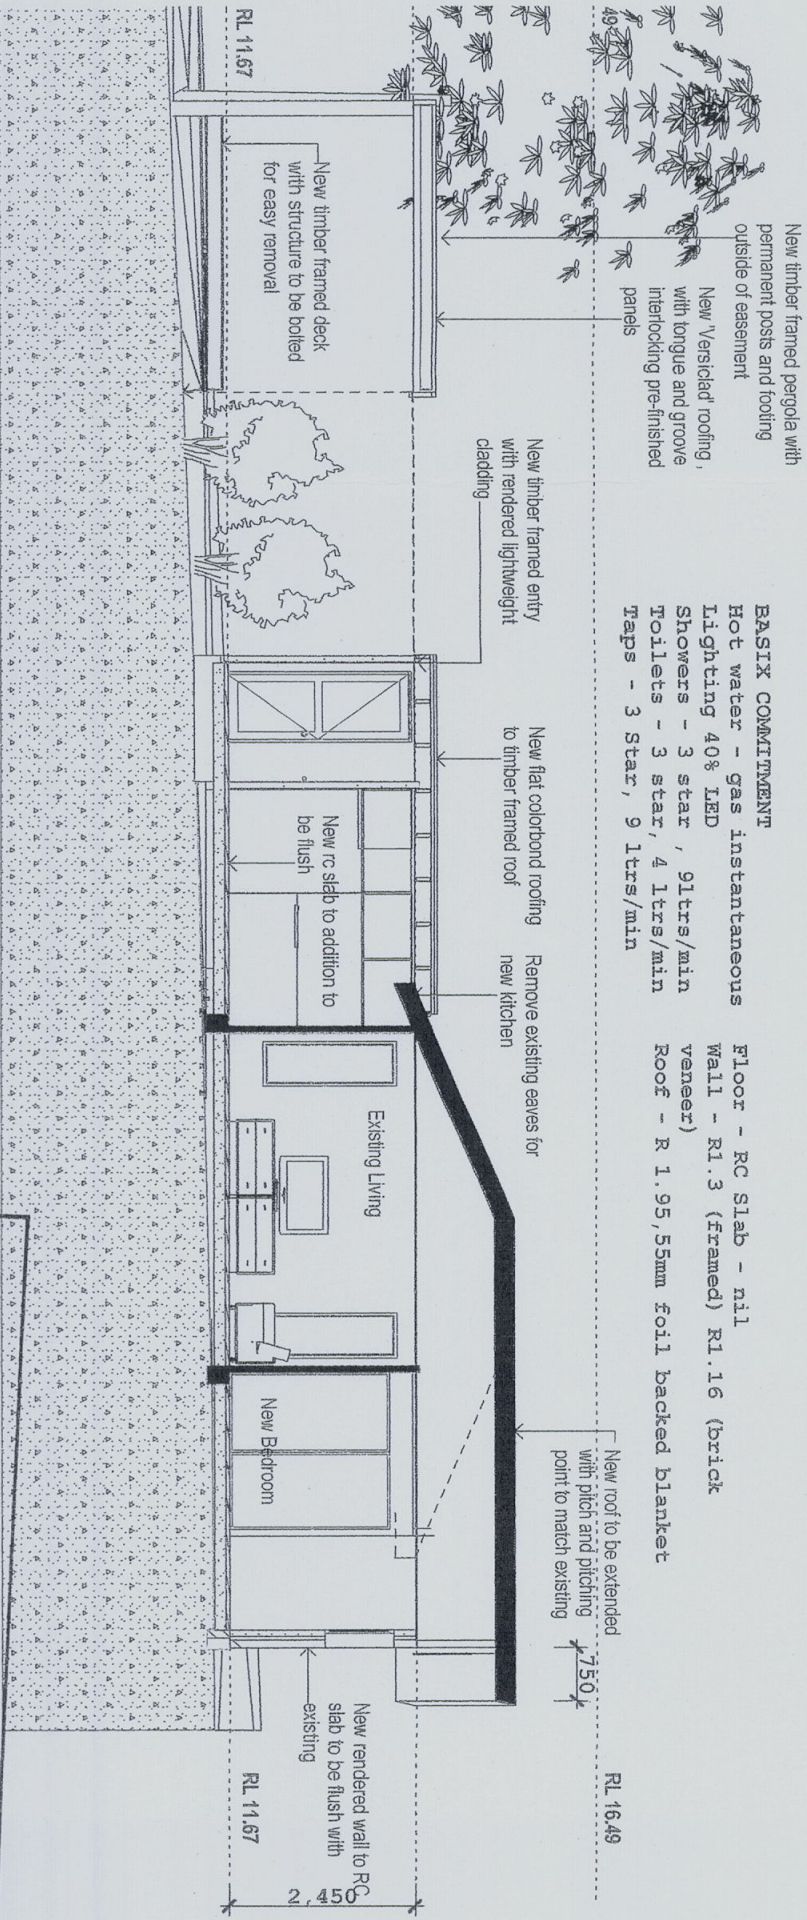 New timber framed pergola with
permanent posts and footing
outside of easement
New 'Versiclad' roofing ,
with tongue and groove
interlocking pre-finished
panels
BASIX COMMITMENT
Hot water - gas instantaneous
Lighting 40% LED
Showers - 3 star , 9ltrs/min
Toilets - 3 star, 4 ltrs/min
Taps - 3 Star, 9 ltrs/min
Floor - RC Slab - nil
Wall - R1.3 (framed) R1.16 (brick
veneer)
Roof - R 1.95,55mm foil backed blanket
49
RL 16.49
New timber framed entry
with rendered lightweight
cladding
New flat colorbond roofing
to timber framed roof
Remove existing eaves for
new kitchen
New roof to be extended
with pitch and pitching
point to match existing
750
RL 11.67
New timber framed deck
with structure to be bolted
for easy removal
New rc slab to addition to
be flush
Existing Living
New Bedroom
New rendered wall to RC
slab to be flush with
existing
RL 11.67
2,450